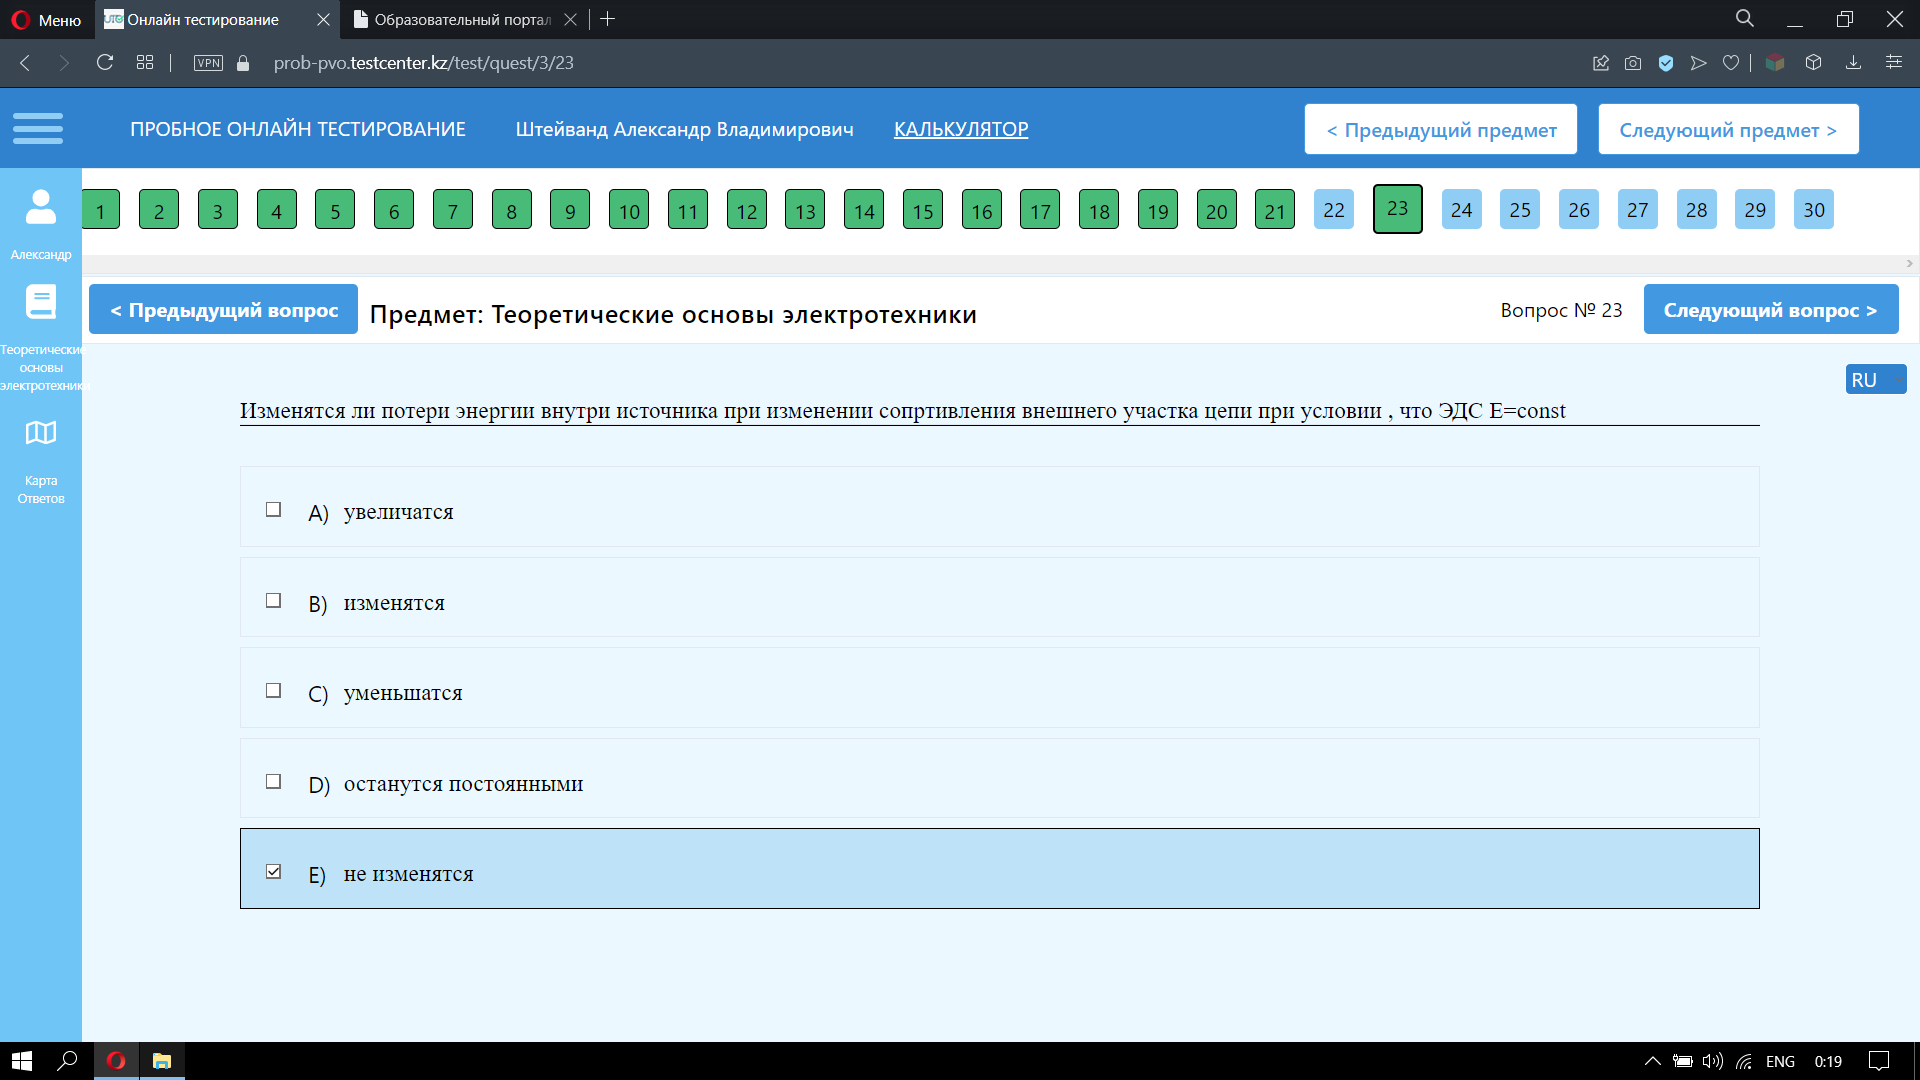 Меню
Онлайн тестирование
Образовательный портал
VPN
prob-pvo.testcenter.kz/test/quest/3/23
ПРОБНОЕ ОНЛАЙН ТЕСТИРОВАНИЕ
Штейванд Александр Владимирович
КАЛЬКУЛЯТОР
< Предыдущий предмет
Следующий предмет >
1 2 3 4 5 6 7 8 9 10 11 12 13 14 15 16 17 18 19 20 21 22 23 24 25 26 27 28 29 30
Александр
< Предыдущий вопрос
Предмет: Теоретические основы электротехники
Вопрос № 23
Следующий вопрос >
Теоретические
основы
электротехники
RU
Изменятся ли потери энергии внутри источника при изменении сопртивления внешнего участка цепи при условии , что ЭДС E=const
Карта
Ответов
A) увеличатся
B) изменятся
C) уменьшатся
D) останутся постоянными
E) не изменятся
ENG
0:19